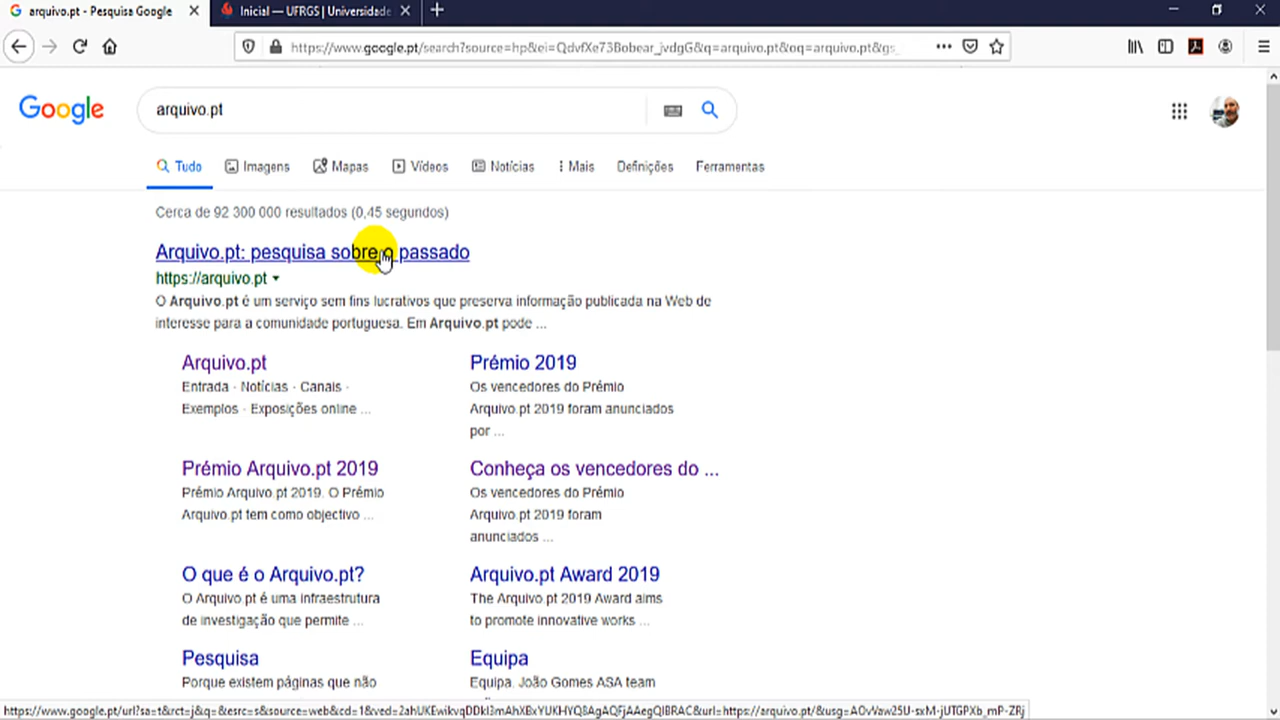 arquivo.pt - Pesquisa Google
Inicial — UFRGS | Universidade
https://www.google.pt/search?source=hp&ei=QdvfXe73Bobear_jvdgG&q=arquivo.pt&oq=arquivo.pt&gs_
Google
arquivo.pt
Tudo Imagens Mapas Vídeos Notícias Mais Definições Ferramentas
Cerca de 92 300 000 resultados (0,45 segundos)
Arquivo.pt: pesquisa sobre o passado
https://arquivo.pt
O Arquivo.pt é um serviço sem fins lucrativos que preserva informação publicada na Web de
interesse para a comunidade portuguesa. Em Arquivo.pt pode ...
Arquivo.pt
Entrada · Notícias · Canais ·
Exemplos · Exposições online ...
Prémio 2019
Os vencedores do Prémio
Arquivo.pt 2019 foram anunciados
por ...
Prémio Arquivo.pt 2019
Prémio Arquivo.pt 2019. O Prémio
Arquivo.pt tem como objectivo ...
Conheça os vencedores do ...
Os vencedores do Prémio
Arquivo.pt 2019 foram
anunciados ...
O que é o Arquivo.pt?
O Arquivo.pt é uma infraestrutura
de investigação que permite ...
Arquivo.pt Award 2019
The Arquivo.pt 2019 Award aims
to promote innovative works ...
Pesquisa
Porque existem páginas que não
Equipa
Equipa. João Gomes ASA team